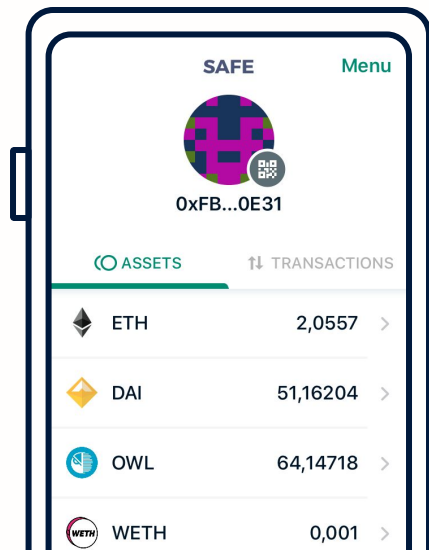 SAFE Menu
0xFB...0E31
ASSETS TRANSACTIONS
ETH 2,0557
DAI 51,16204
OWL 64,14718
WETH WETH 0,001